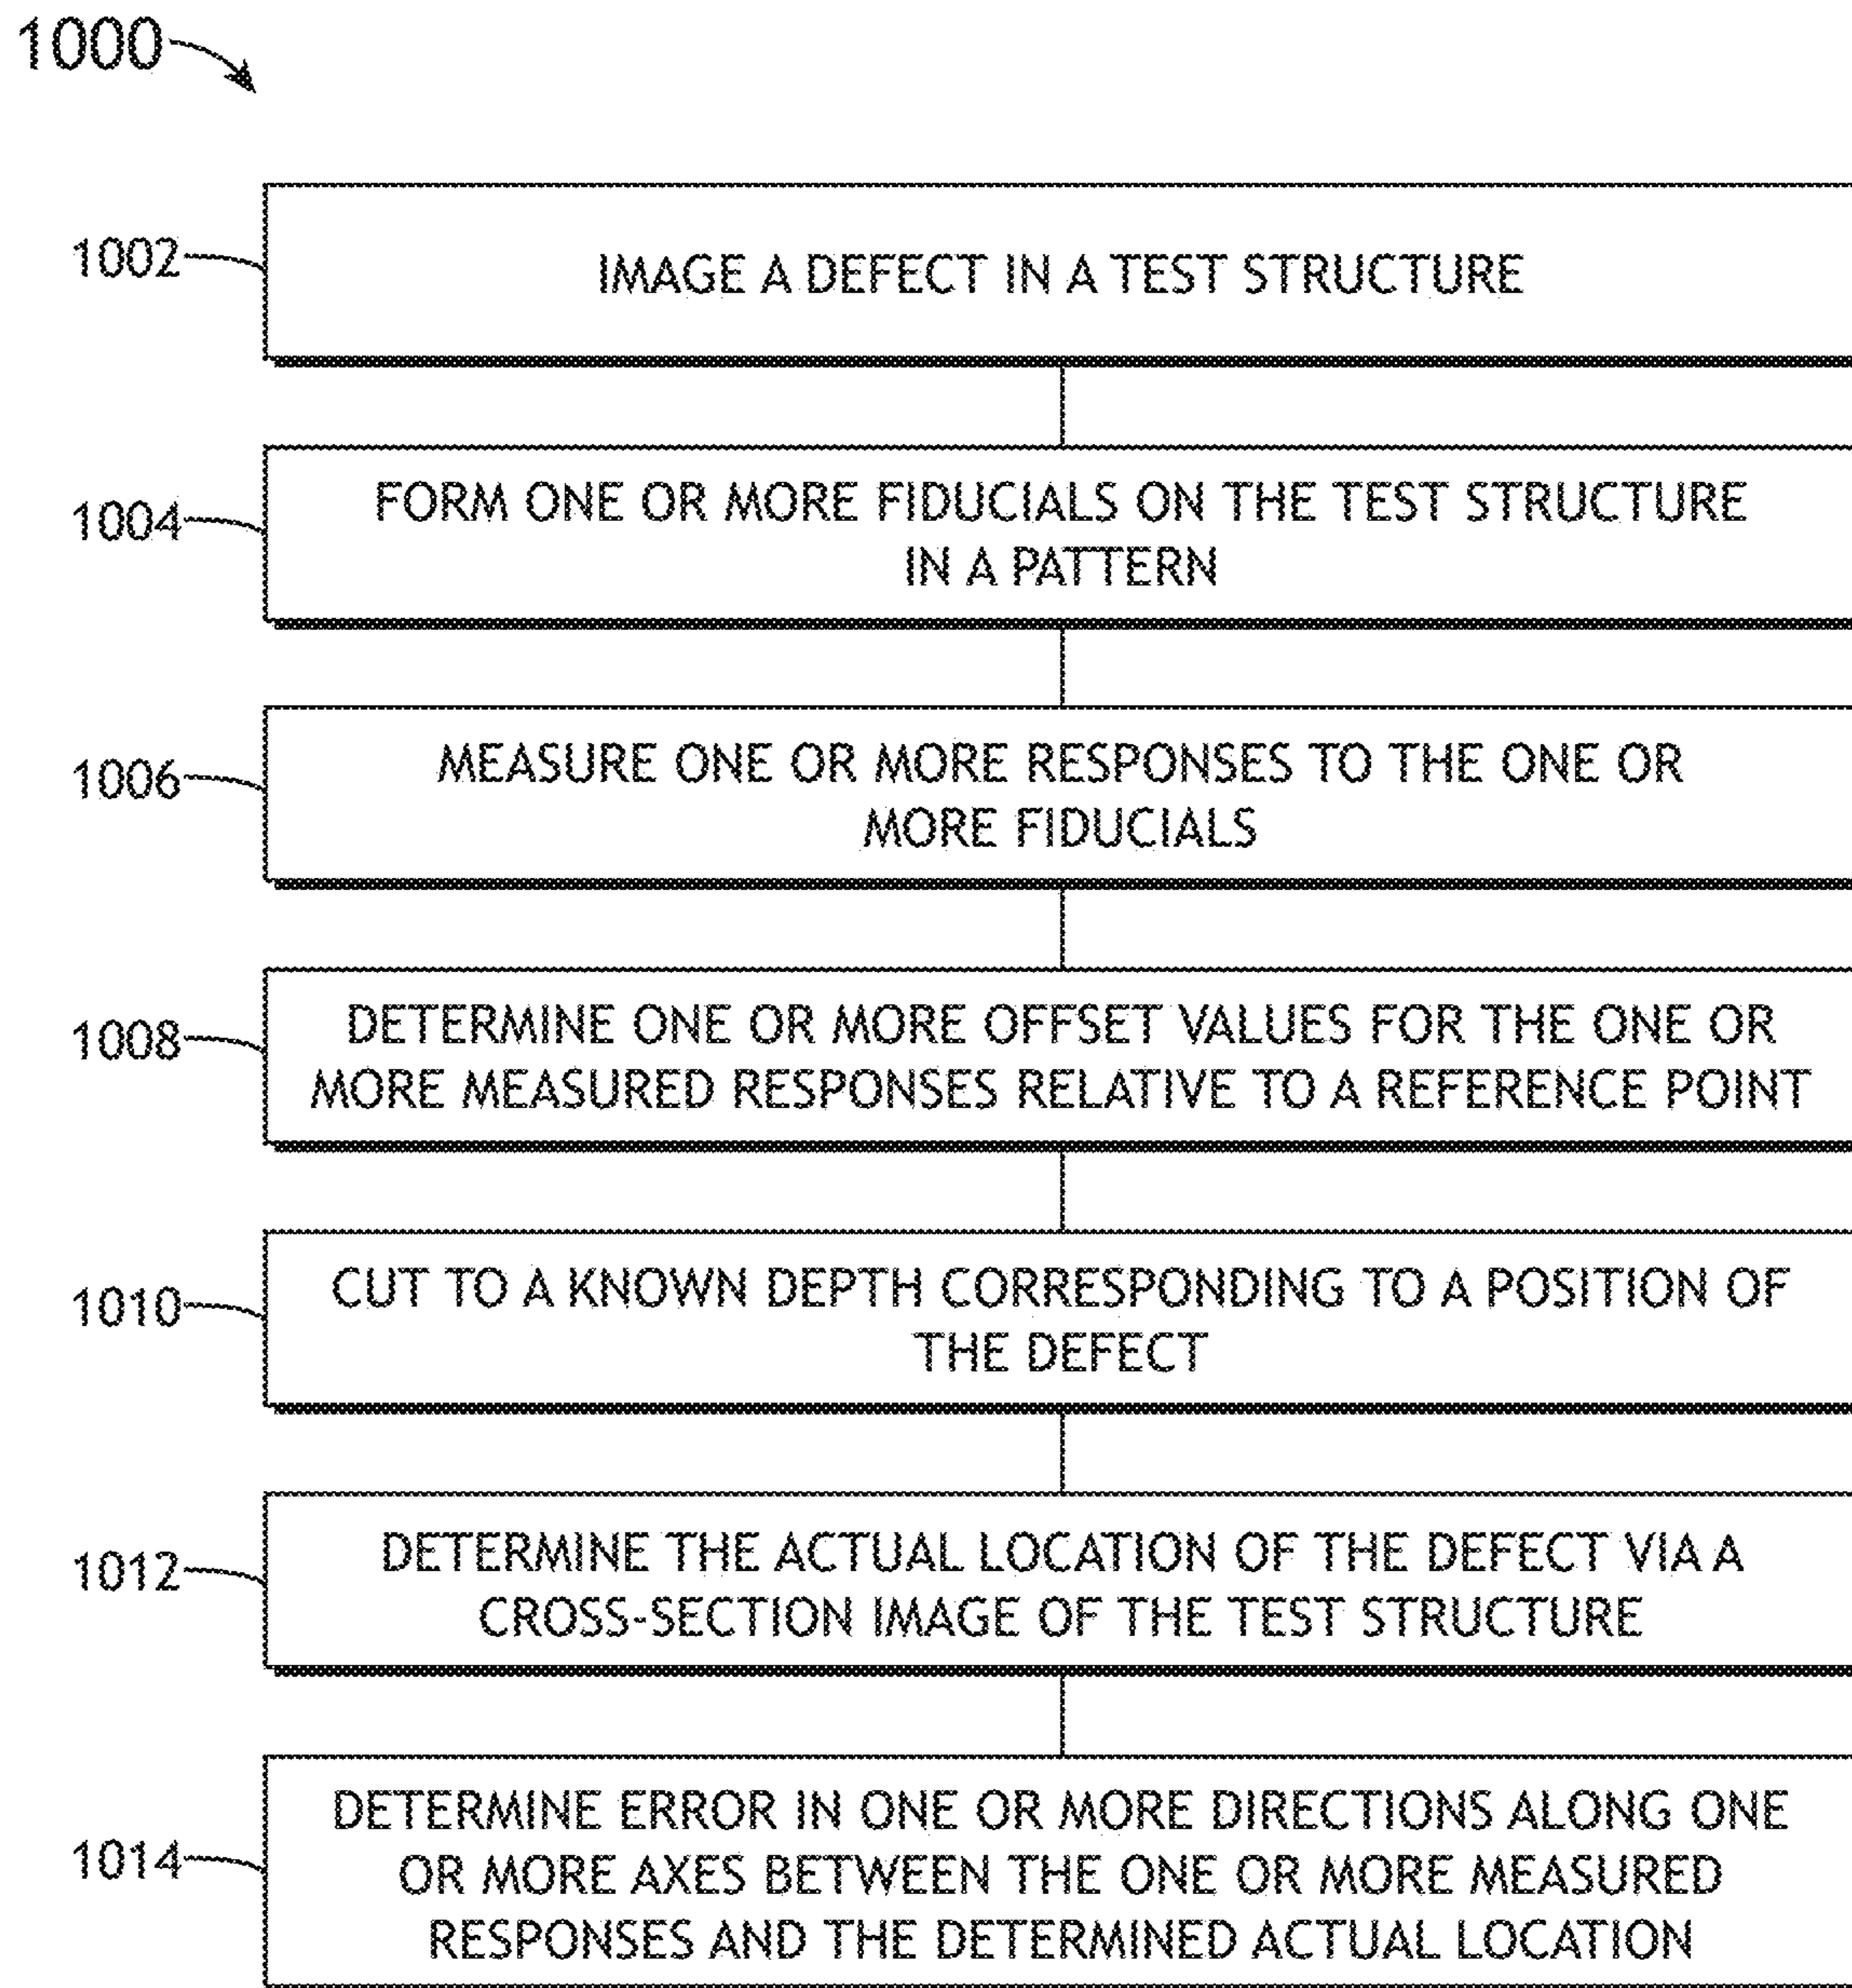 1000
1002
IMAGE A DEFECT IN A TEST STRUCTURE
1004
FORM ONE OR MORE FIDUCIALS ON THE TEST STRUCTURE
IN A PATTERN
1006
MEASURE ONE OR MORE RESPONSES TO THE ONE OR
MORE FIDUCIALS
1008
DETERMINE ONE OR MORE OFFSET VALUES FOR THE ONE OR
MORE MEASURED RESPONSES RELATIVE TO A REFERENCE POINT
1010
CUT TO A KNOWN DEPTH CORRESPONDING TO A POSITION OF
THE DEFECT
1012
DETERMINE THE ACTUAL LOCATION OF THE DEFECT VIA A
CROSS-SECTION IMAGE OF THE TEST STRUCTURE
1014
DETERMINE ERROR IN ONE OR MORE DIRECTIONS ALONG ONE
OR MORE AXES BETWEEN THE ONE OR MORE MEASURED
RESPONSES AND THE DETERMINED ACTUAL LOCATION